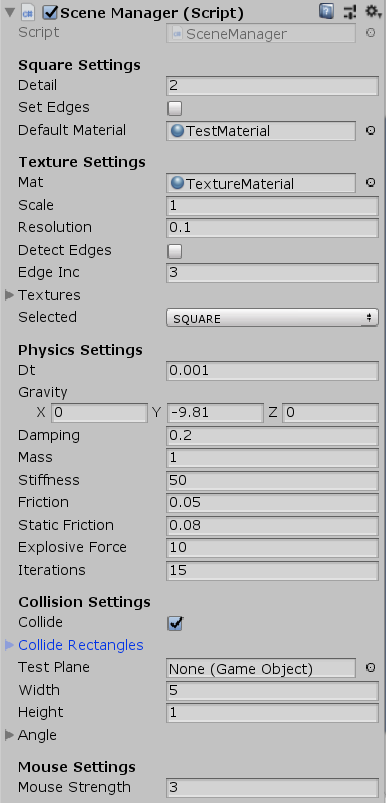 Scene Manager (Script)
Script SceneManager
Square Settings
Detail 2
Set Edges
Default Material TestMaterial
Texture Settings
Mat TextureMaterial
Scale 1
Resolution 0.1
Detect Edges
Edge Inc 3
Textures
Selected SQUARE
Physics Settings
Dt 0.001
Gravity
X 0 Y -9.81 Z 0
Damping 0.2
Mass 1
Stiffness 50
Friction 0.05
Static Friction 0.08
Explosive Force 10
Iterations 15
Collision Settings
Collide
Collide Rectangles
Test Plane None (Game Object)
Width 5
Height 1
Angle
Mouse Settings
Mouse Strength 3